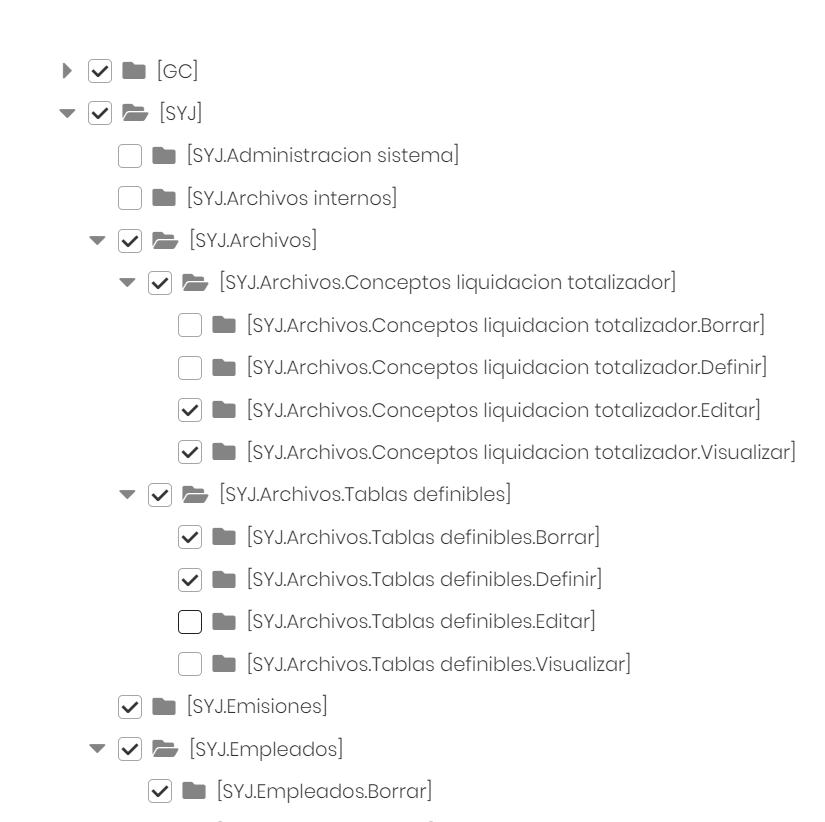 [GC]
[SYJ]
[SYJ.Administracion sistema]
[SYJ.Archivos internos]
[SYJ.Archivos]
[SYJ.Archivos.Conceptos liquidacion totalizador]
[SYJ.Archivos.Conceptos liquidacion totalizador.Borrar]
[SYJ.Archivos.Conceptos liquidacion totalizador.Definir]
[SYJ.Archivos.Conceptos liquidacion totalizador.Editar]
[SYJ.Archivos.Conceptos liquidacion totalizador.Visualizar]
[SYJ.Archivos.Tablas definibles]
[SYJ.Archivos.Tablas definibles.Borrar]
[SYJ.Archivos.Tablas definibles.Definir]
[SYJ.Archivos.Tablas definibles.Editar]
[SYJ.Archivos.Tablas definibles.Visualizar]
[SYJ.Emisiones]
[SYJ.Empleados]
[SYJ.Empleados.Borrar]